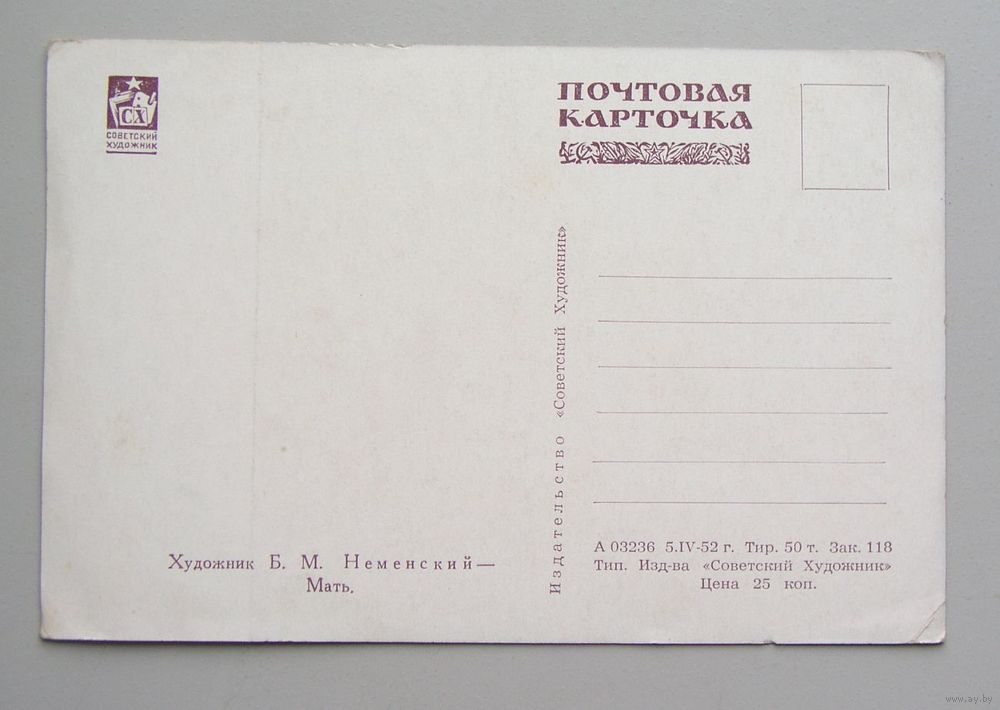 СХ
СОВЕТСКИЙ
ХУДОЖНИК
ПОЧТОВАЯ
КАРТОЧКА
Издательство «Советский Художник»
Художник Б. М. Неменский—
Мать.
А 03236 5.IV-52 г. Тир. 50 т. Зак. 118
Тип. Изд-ва «Советский Художник»
Цена 25 коп.
www.ay.by